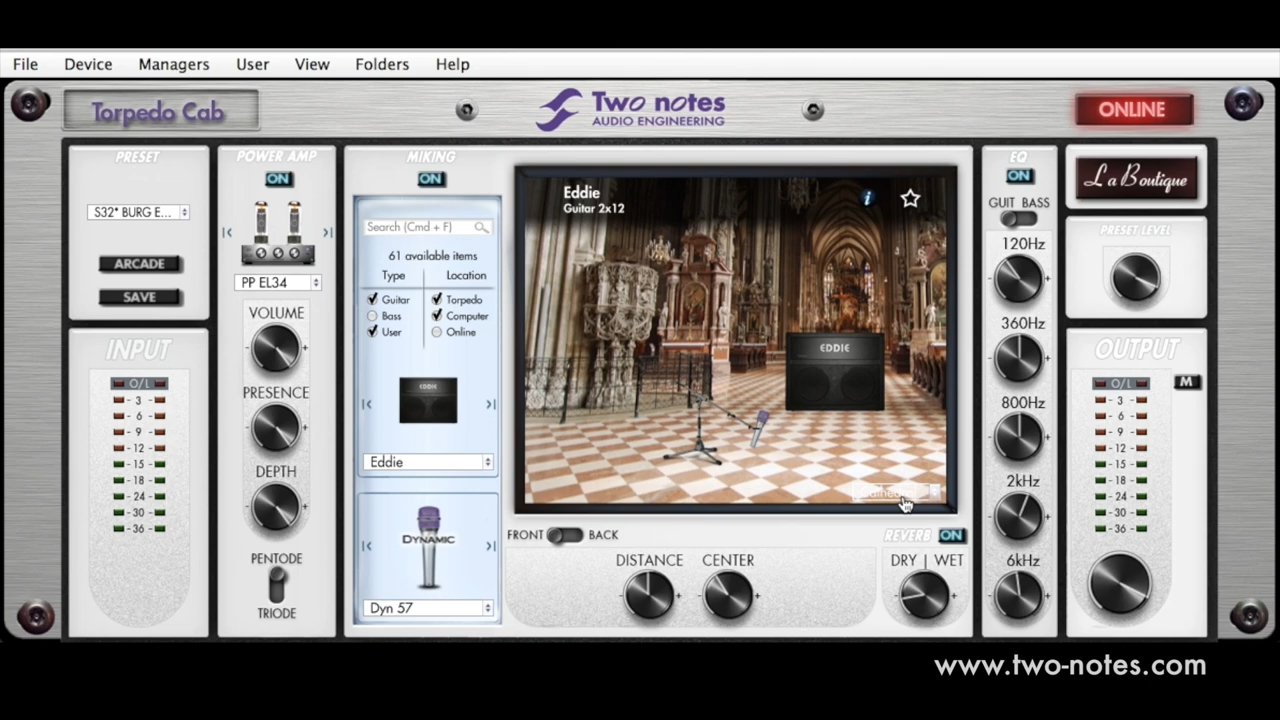 File Device Managers User View Folders Help
Torpedo Cab
Two notes
AUDIO ENGINEERING
ONLINE
PRESET
S32* BURG E...
ARCADE
SAVE
INPUT
O/L
- 3 -
- 6 -
- 9 -
- 12 -
- 15 -
- 18 -
- 24 -
- 30 -
- 36 -
POWER AMP
ON
PP EL34
VOLUME
- +
PRESENCE
- +
DEPTH
- +
PENTODE
TRIODE
MIKING
ON
Search (Cmd + F)
61 available items
Type Location
Guitar Torpedo
Bass Computer
User Online
EDDIE
Eddie
DYNAMIC
Dyn 57
Eddie
Guitar 2x12
i
EDDIE
FRONT BACK
DISTANCE CENTER
- + - +
REVERB ON
DRY | WET
- +
EQ
ON
GUIT BASS
120Hz
- +
360Hz
- +
800Hz
- +
2kHz
- +
6kHz
- +
La Boutique
PRESET LEVEL
OUTPUT
M
O/L
- 3 -
- 6 -
- 9 -
- 12 -
- 15 -
- 18 -
- 24 -
- 30 -
- 36 -
www.two-notes.com